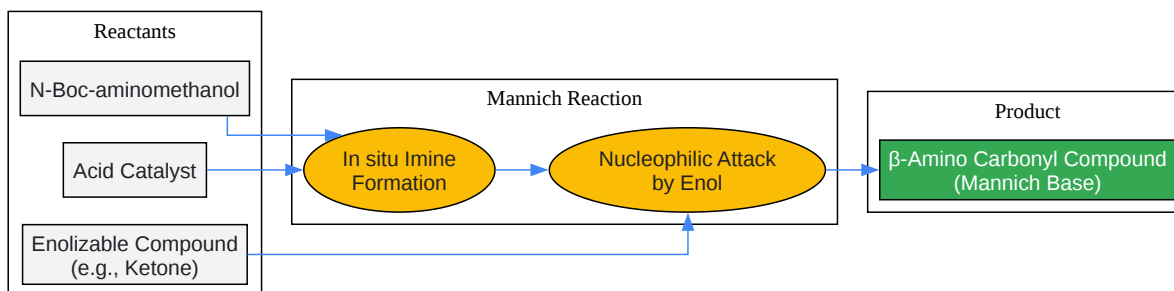 Reactants
N-Boc-aminomethanol
Acid Catalyst
Enolizable Compound
(e.g., Ketone)
Mannich Reaction
In situ Imine
Formation
Nucleophilic Attack
by Enol
Product
β-Amino Carbonyl Compound
(Mannich Base)